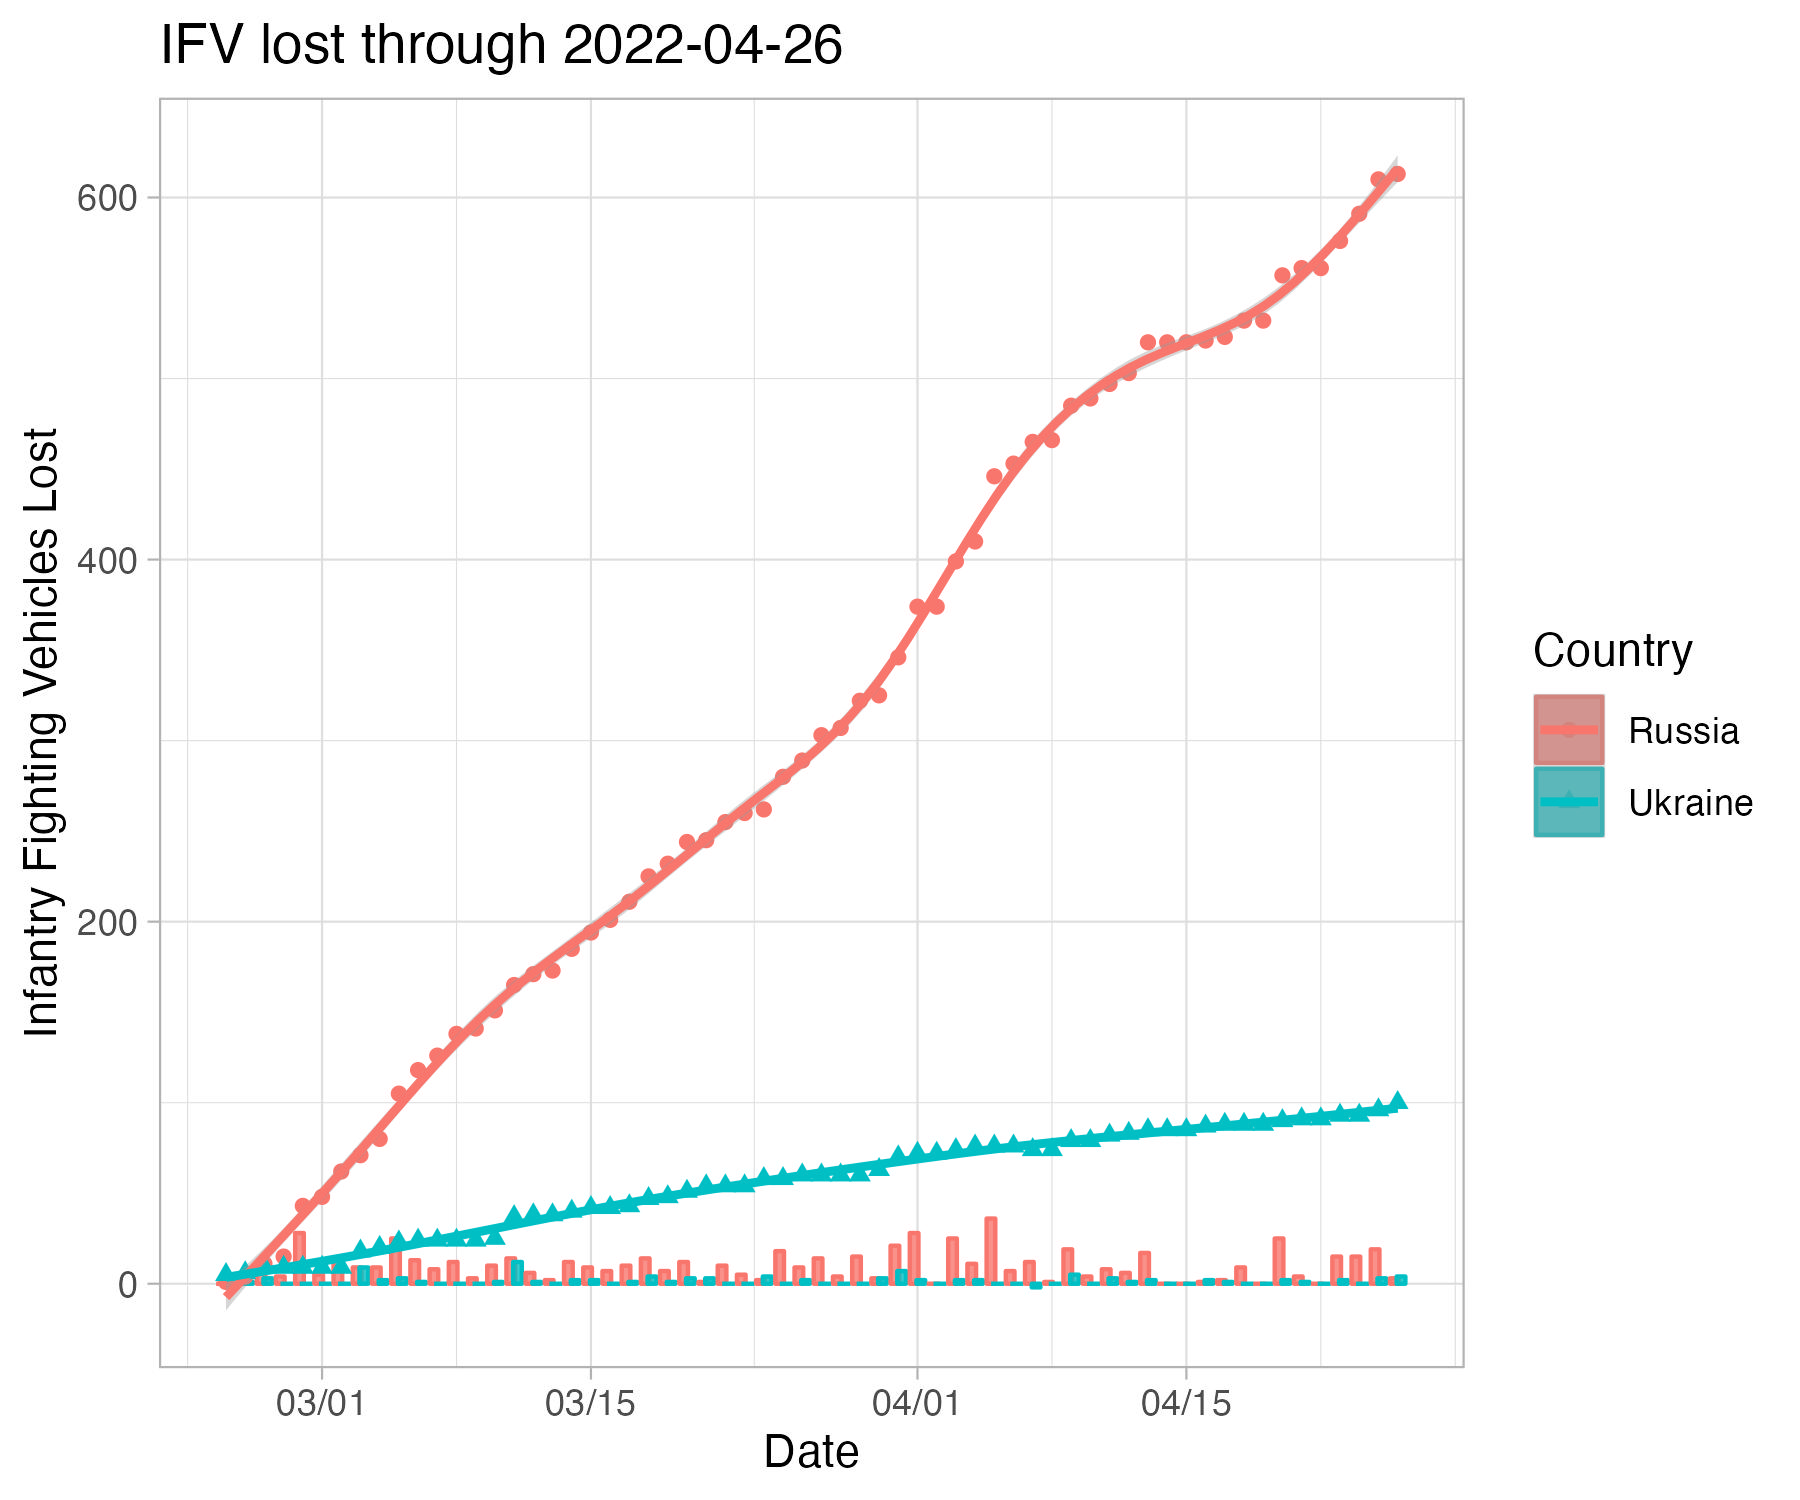 IFV lost through 2022-04-26
Infantry Fighting Vehicles Lost
600
400
200
0
03/01
03/15
04/01
04/15
Date
Country
Russia
Ukraine